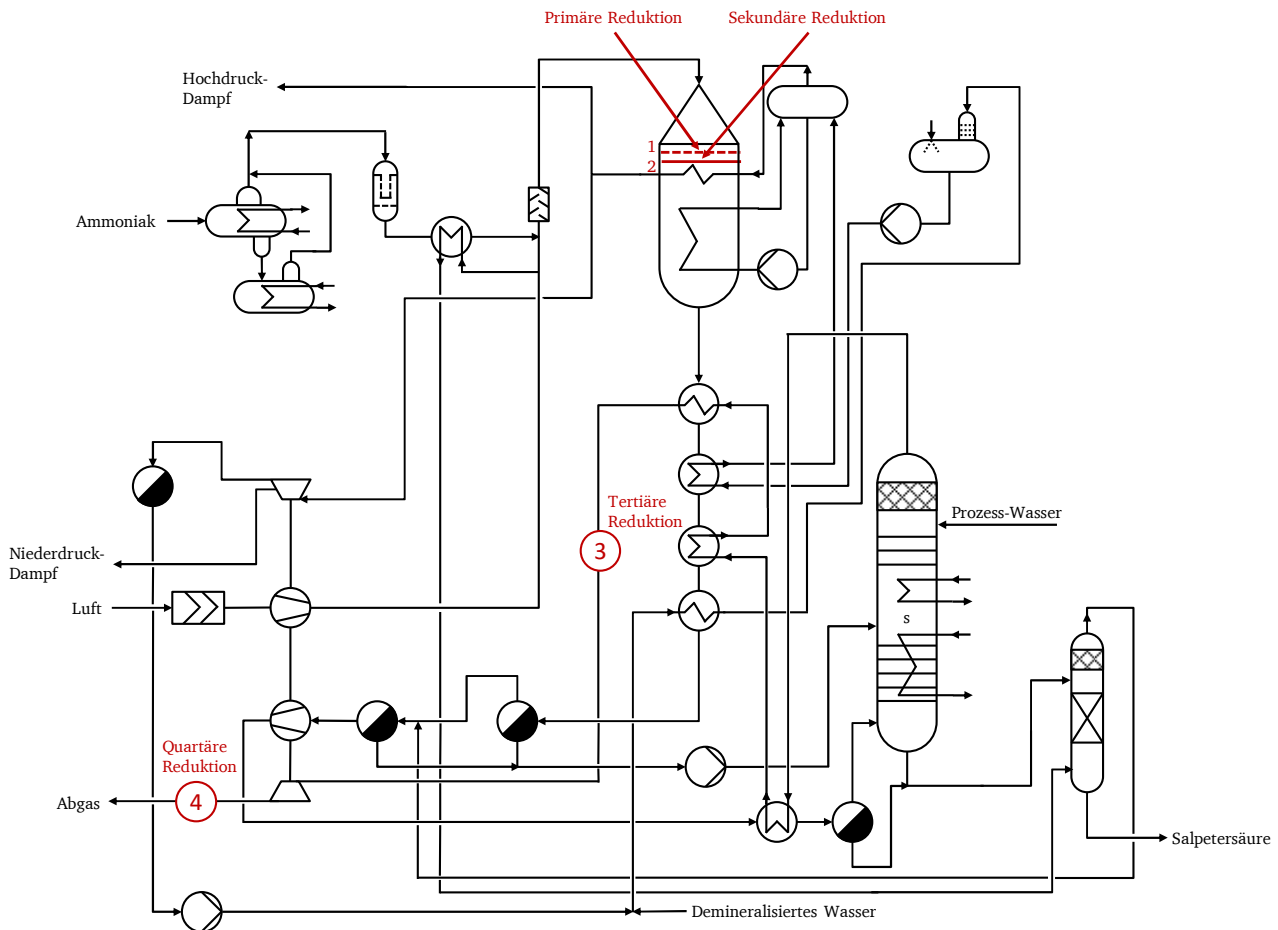 Primäre Reduktion
Sekundäre Reduktion
Hochdruck-
Dampf
1
2
Ammoniak
Tertiäre
Reduktion
3
Prozess-Wasser
Niederdruck-
Dampf
Luft
s
Quartäre
Reduktion
4
Abgas
Salpetersäure
Demineralisiertes Wasser